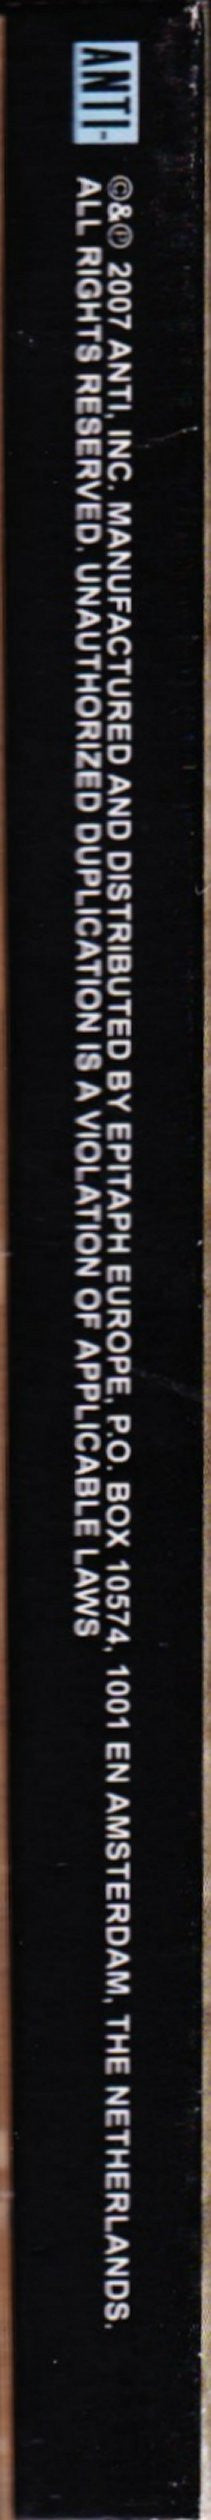 ANTI-
©&℗ 2007 ANTI, INC. MANUFACTURED AND DISTRIBUTED BY EPITAPH EUROPE, P.O. BOX 10574, 1001 EN AMSTERDAM, THE NETHERLANDS.
ALL RIGHTS RESERVED. UNAUTHORIZED DUPLICATION IS A VIOLATION OF APPLICABLE LAWS